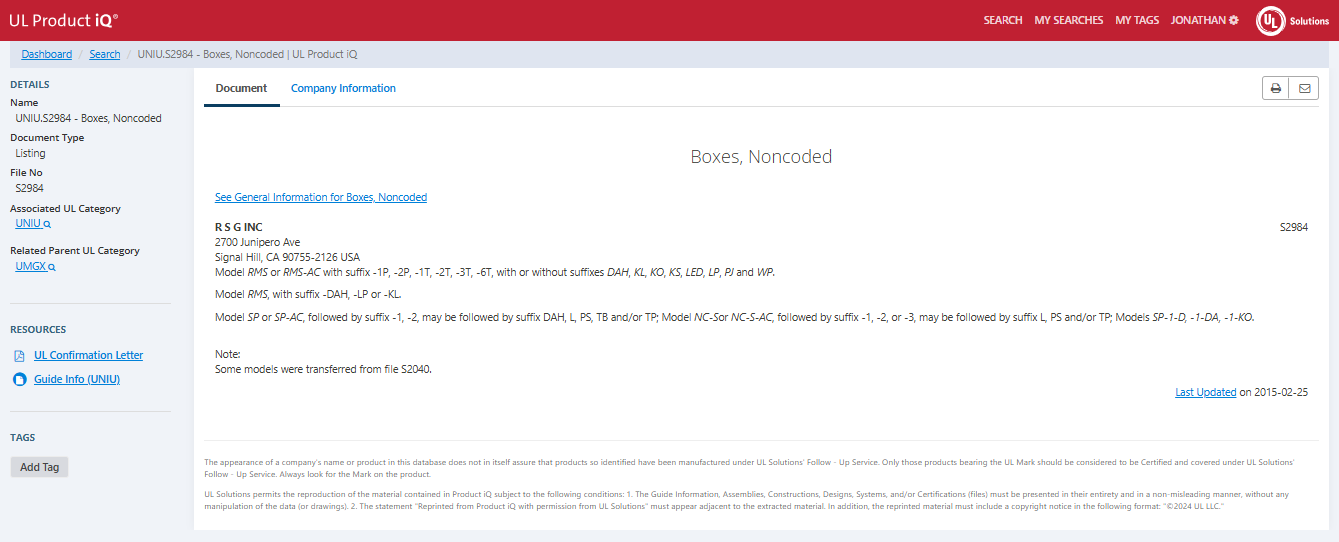 UL Product iQ®
SEARCH MY SEARCHES MY TAGS JONATHAN
UL Solutions
Dashboard / Search / UNIU.S2984 - Boxes, Noncoded | UL Product iQ
DETAILS
Name
UNIU.S2984 - Boxes, Noncoded
Document Type
Listing
File No
S2984
Associated UL Category
UNIU
Related Parent UL Category
UMGX
RESOURCES
UL Confirmation Letter
Guide Info (UNIU)
TAGS
Add Tag
Document Company Information
Boxes, Noncoded
See General Information for Boxes, Noncoded
R S G INC S2984
2700 Junipero Ave
Signal Hill, CA 90755-2126 USA
Model RMS or RMS-AC with suffix -1P, -2P, -1T, -2T, -3T, -6T, with or without suffixes DAH, KL, KO, KS, LED, LP, PJ and WP.
Model RMS, with suffix -DAH, -LP or -KL.
Model SP or SP-AC, followed by suffix -1, -2, may be followed by suffix DAH, L, PS, TB and/or TP; Model NC-Sor NC-S-AC, followed by suffix -1, -2, or -3, may be followed by suffix L, PS and/or TP; Models SP-1-D, -1-DA, -1-KO.
Note:
Some models were transferred from file S2040.
Last Updated on 2015-02-25
The appearance of a company's name or product in this database does not in itself assure that products so identified have been manufactured under UL Solutions' Follow - Up Service. Only those products bearing the UL Mark should be considered to be Certified and covered under UL Solutions'
Follow - Up Service. Always look for the Mark on the product.
UL Solutions permits the reproduction of the material contained in Product iQ subject to the following conditions: 1. The Guide Information, Assemblies, Constructions, Designs, Systems, and/or Certifications (files) must be presented in their entirety and in a non-misleading manner, without any
manipulation of the data (or drawings). 2. The statement "Reprinted from Product iQ with permission from UL Solutions" must appear adjacent to the extracted material. In addition, the reprinted material must include a copyright notice in the following format: "©2024 UL LLC."